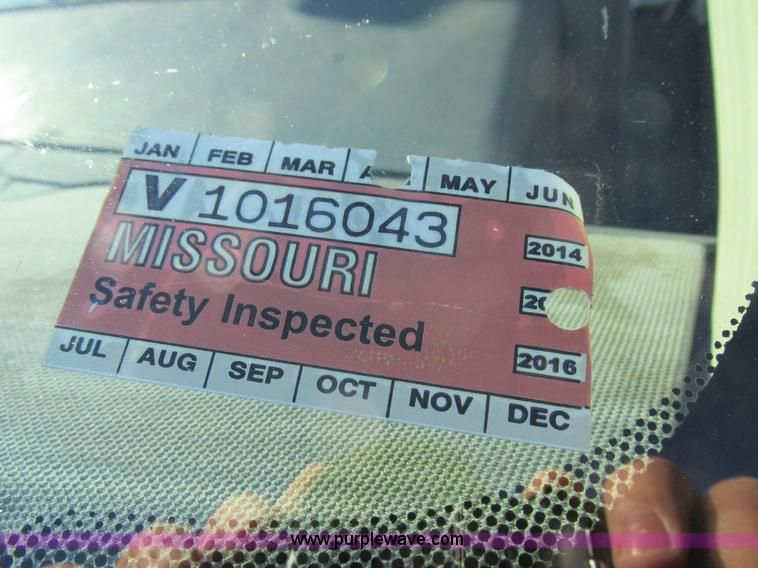 JAN FEB MAR MAY JUN
V 1016043
MISSOURI
2014
Safety Inspected
2016
JUL AUG SEP OCT NOV DEC
www.purplewave.com